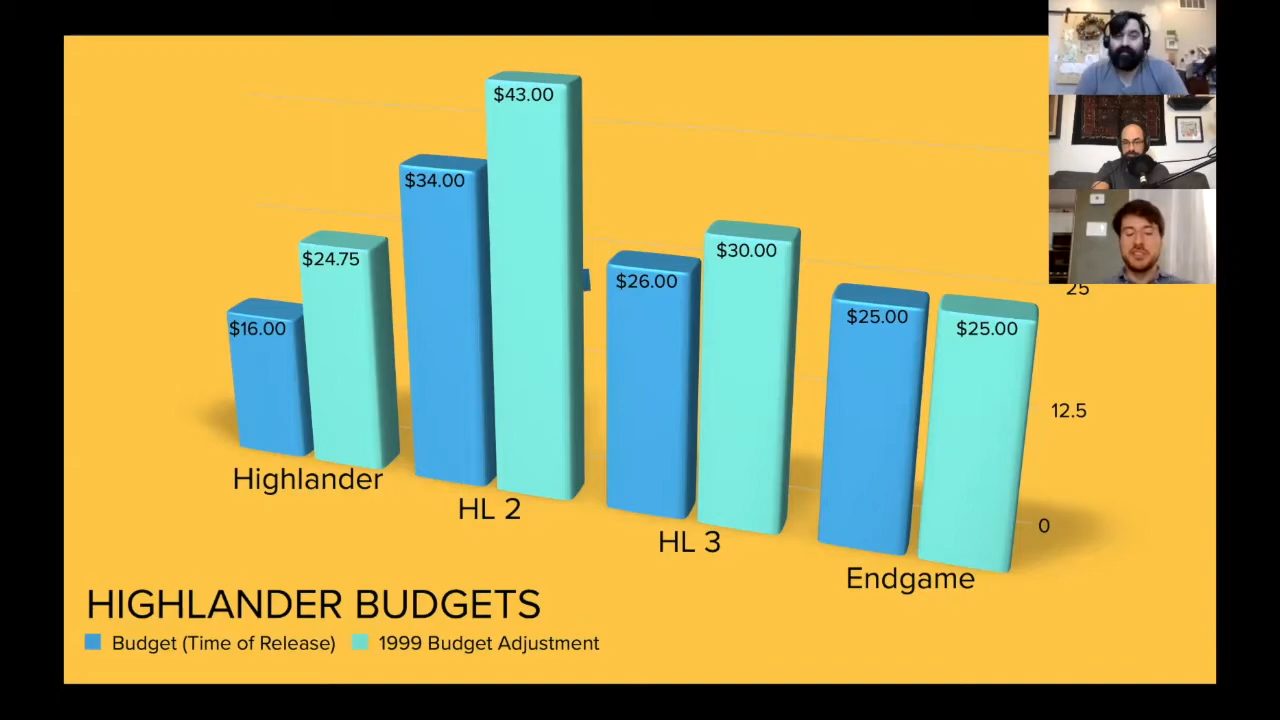 $43.00
$34.00
$24.75
$30.00
$26.00
25
$16.00
$25.00
$25.00
12.5
Highlander
HL 2
0
HL 3
Endgame
HIGHLANDER BUDGETS
Budget (Time of Release) 1999 Budget Adjustment